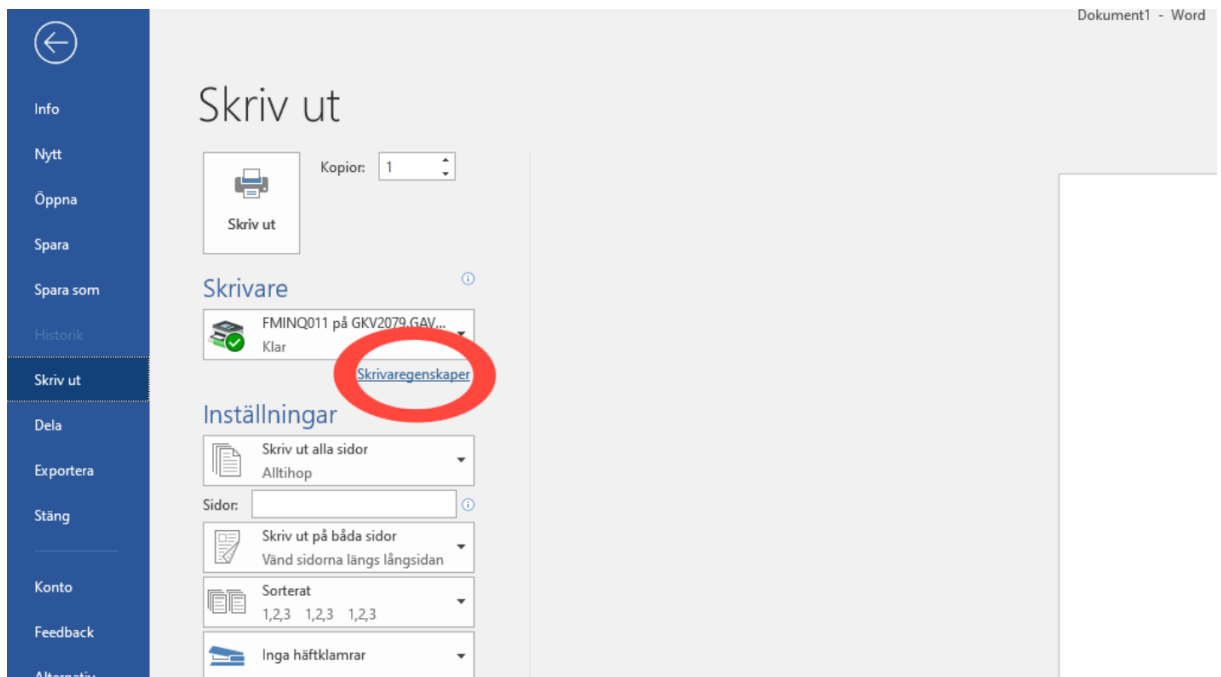 Dokument1 - Word
Info
Nytt
Öppna
Spara
Spara som
Historik
Skriv ut
Dela
Exportera
Stäng
Konto
Feedback
Alternativ
Skriv ut
Kopior: 1
Skriv ut
Skrivare
FMINQ011 på GKV2079.GAV...
Klar
Skrivaregenskaper
Inställningar
Skriv ut alla sidor
Alltihop
Sidor:
Skriv ut på båda sidor
Vänd sidorna längs långsidan
Sorterat
1,2,3 1,2,3 1,2,3
Inga häftklamrar